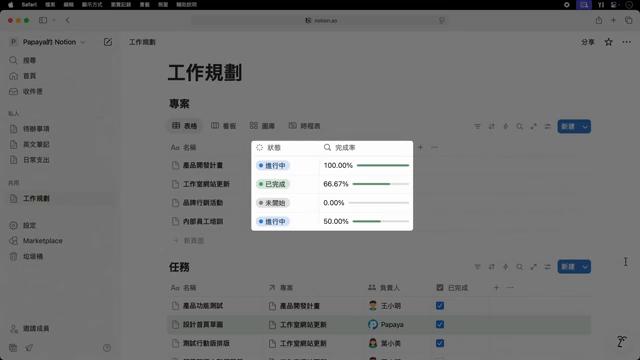 Safari 檔案 編輯 顯示方式 瀏覽記錄 書籤 視窗 輔助說明
notion.so
Papaya的 Notion
工作規劃
分享
搜尋
首頁
收件匣
私人
待辦事項
英文筆記
日常支出
共用
工作規劃
設定
Marketplace
垃圾桶
邀請成員
工作規劃
專案
表格 看板 圖庫 時程表
新建
Aa 名稱 狀態 完成率
產品開發計畫 進行中 100.00%
工作室網站更新 已完成 66.67%
品牌行銷活動 未開始 0.00%
內部員工培訓 進行中 50.00%
新頁面
任務
新建
Aa 名稱 專案 負責人 已完成
產品功能測試 產品開發計畫 王小明
設計首頁草圖 工作室網站更新 Papaya
測試行動版排版 工作室網站更新 葉小美